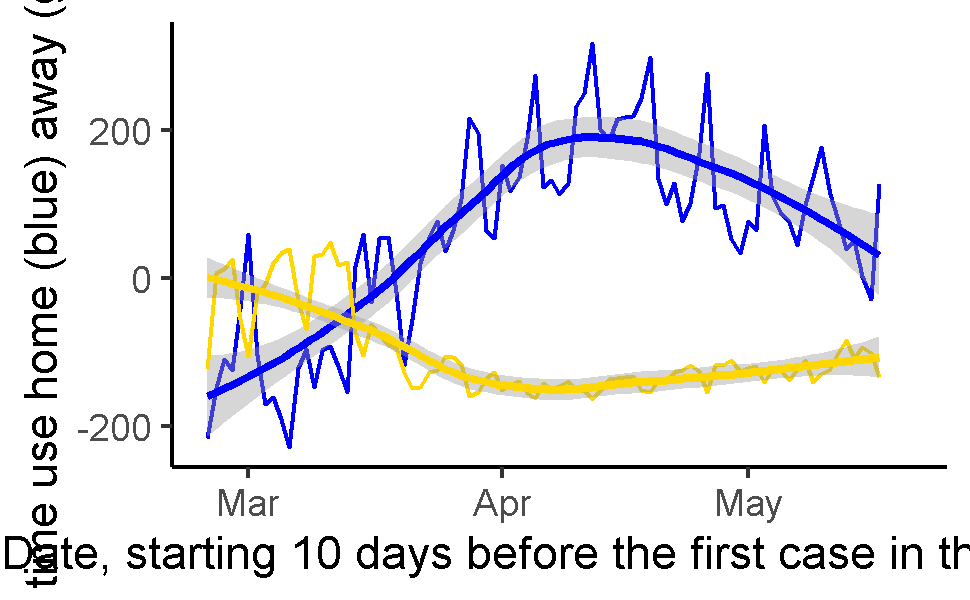 time use home (blue) away (
200
0
-200
Mar Apr May
Date, starting 10 days before the first case in th